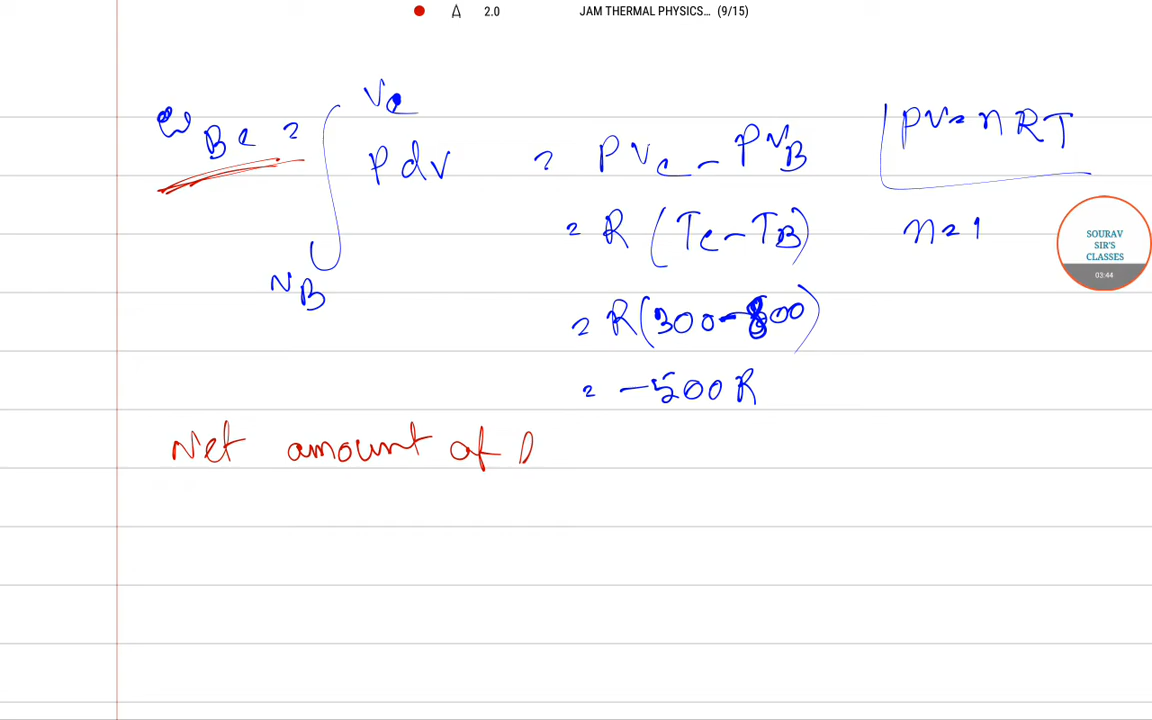 JAM THERMAL PHYSICS... (9/15)
2.0
W_BC = ∫_{V_B}^{V_C} P dV = PV_C - PV_B
PV = nRT
= R (T_C - T_B)
n = 1
= R (300 - 800)
= -500 R
Net amount of
SOURAV
SIR'S
CLASSES
03:44